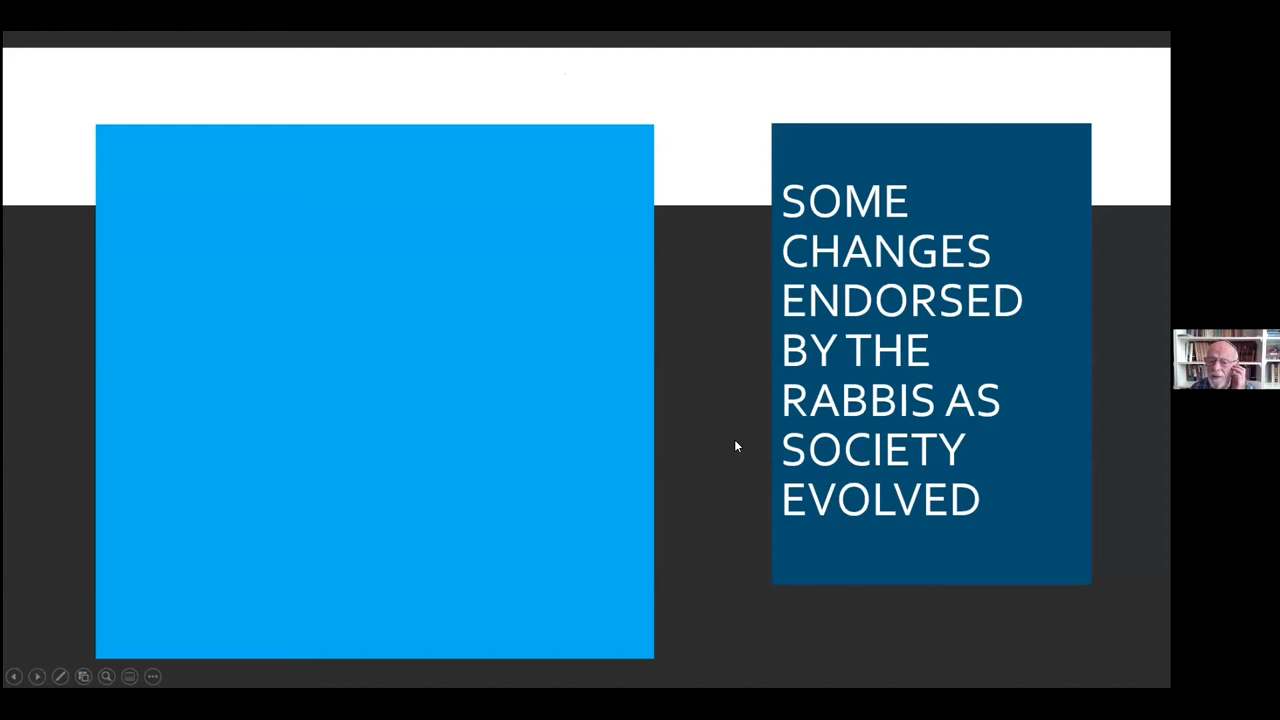 SOME
CHANGES
ENDORSED
BY THE
RABBIS AS
SOCIETY
EVOLVED